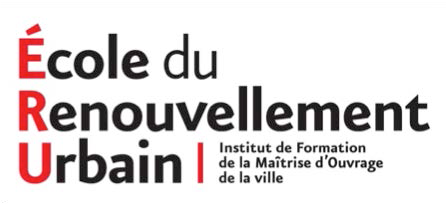 École du
Renouvellement
Urbain | Institut de Formation
de la Maîtrise d'Ouvrage
de la ville